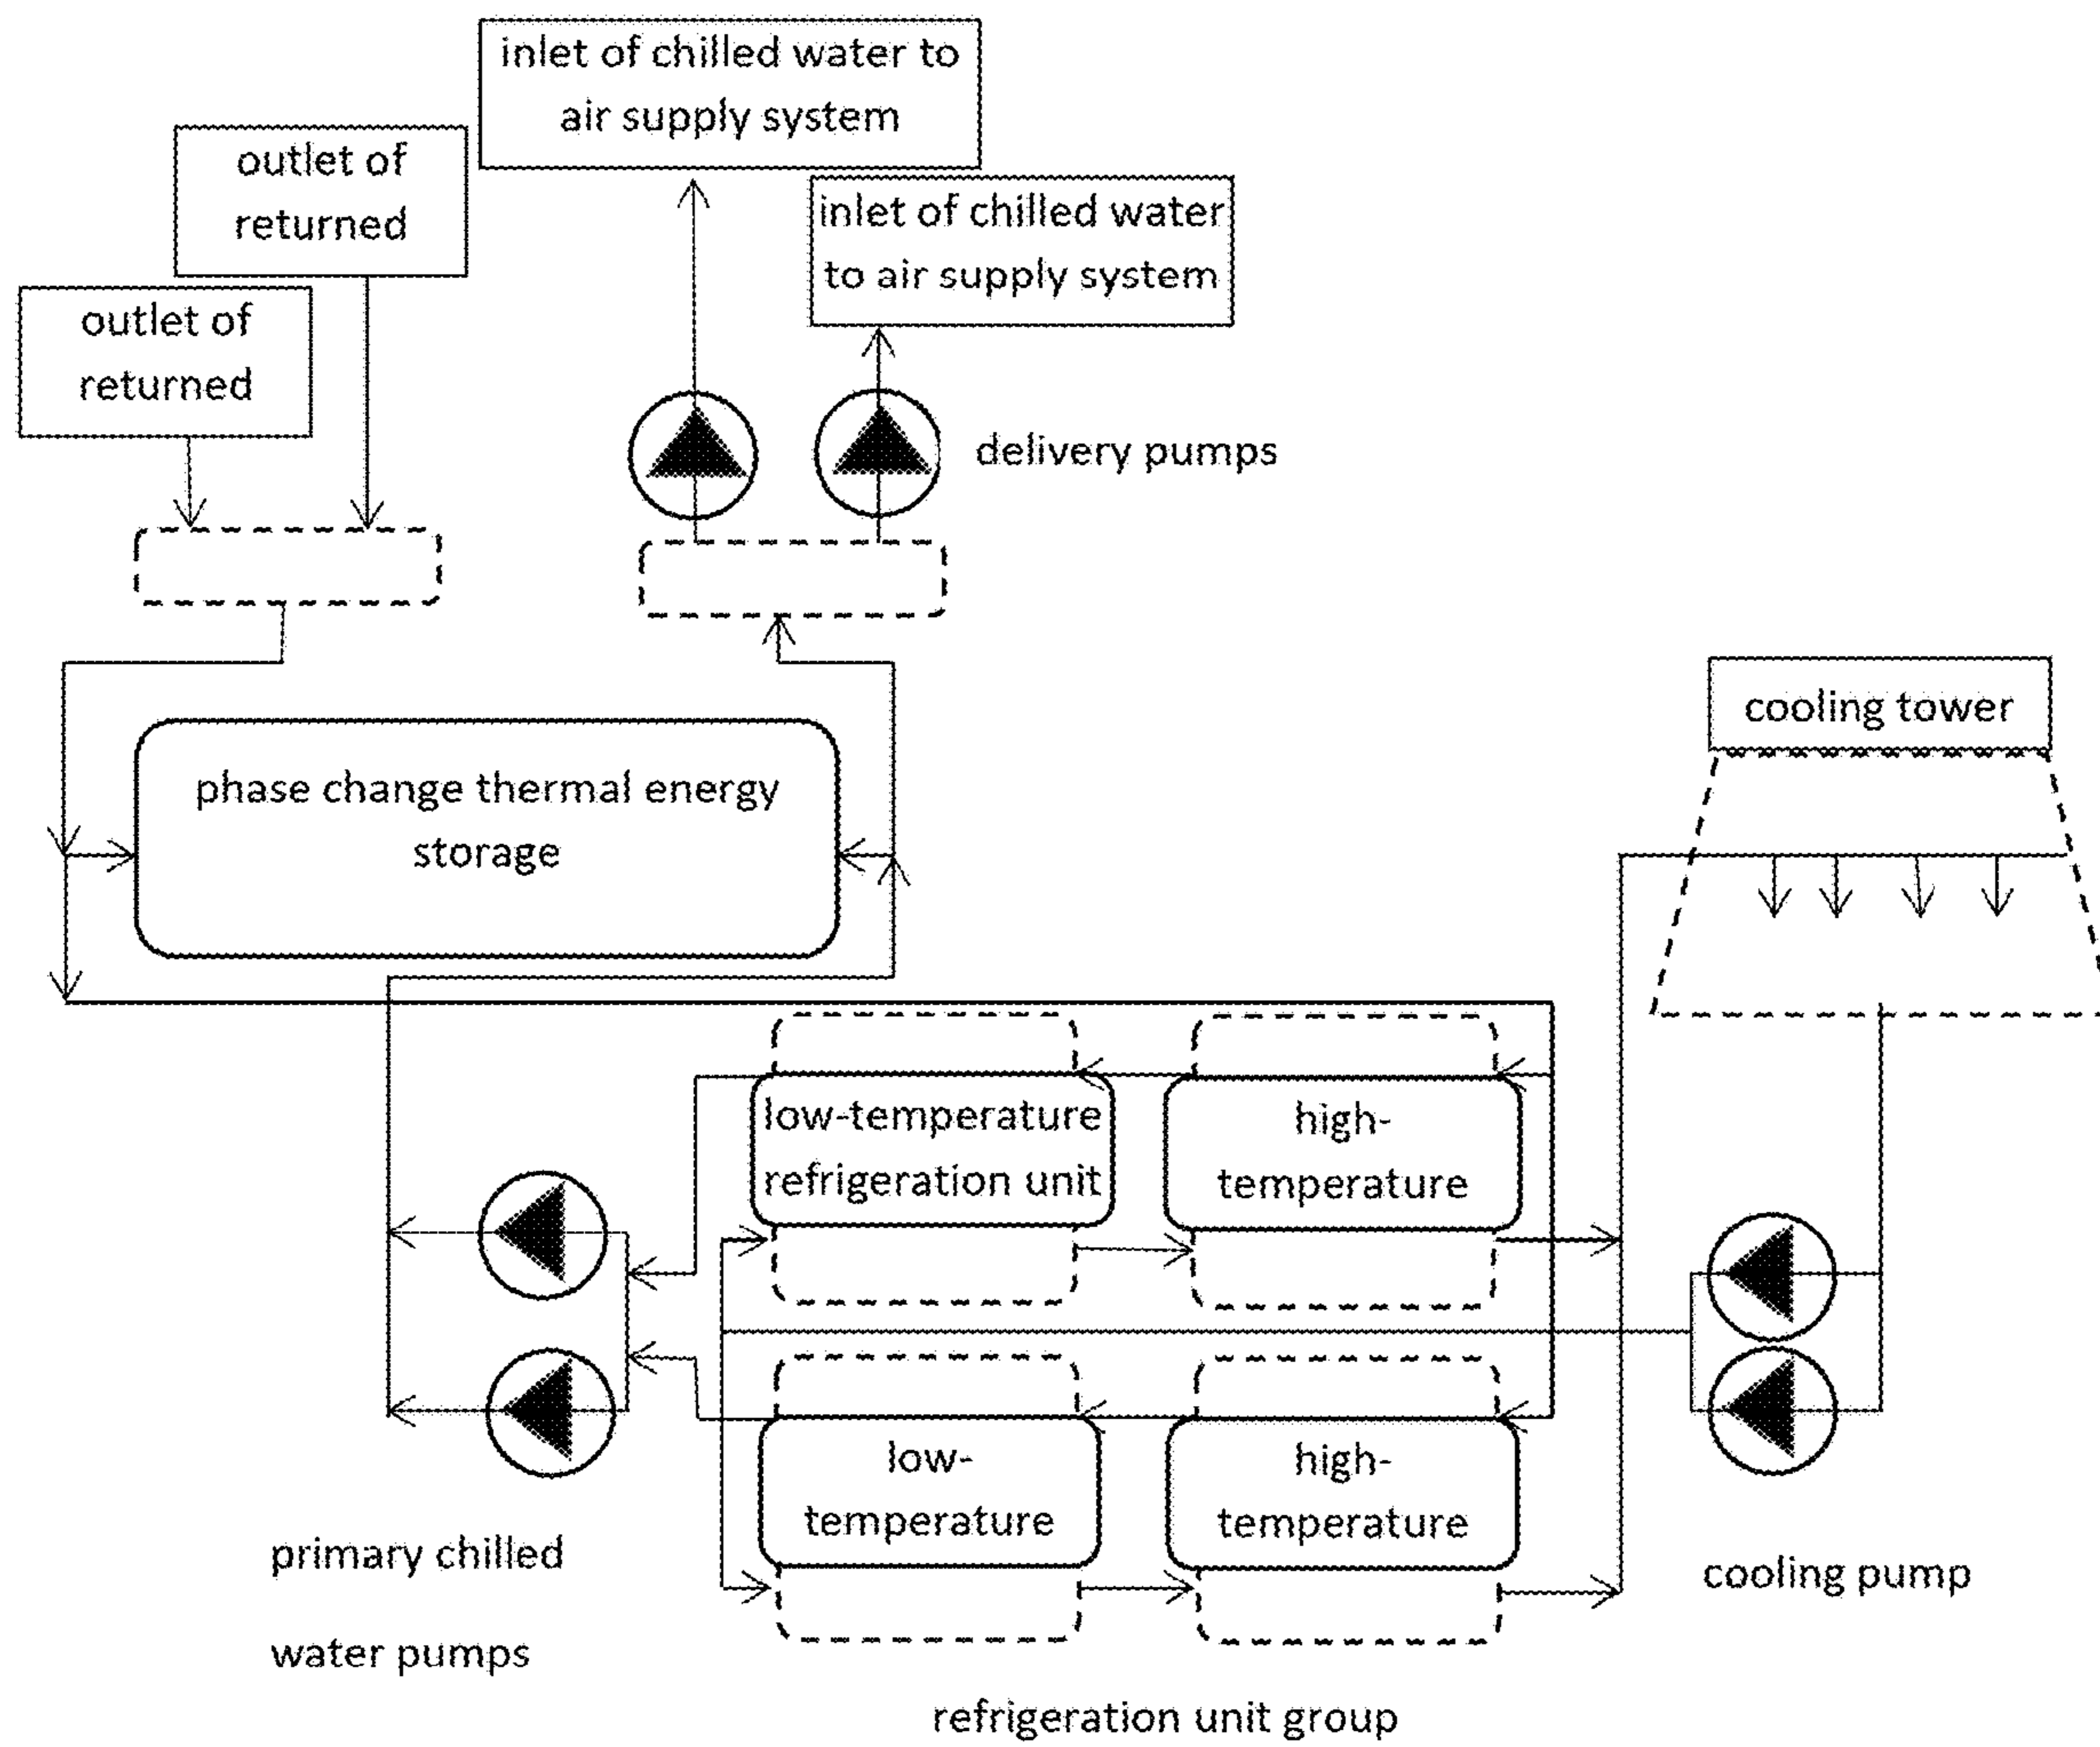 inlet of chilled water to
air supply system
outlet of
returned
inlet of chilled water
to air supply system
outlet of
returned
delivery pumps
cooling tower
phase change thermal energy
storage
low-temperature
refrigeration unit
high-
temperature
low-
temperature
high-
temperature
primary chilled
water pumps
cooling pump
refrigeration unit group